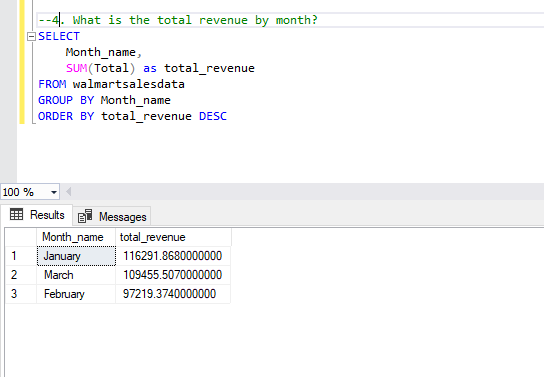 --4. What is the total revenue by month?
SELECT
Month_name,
SUM(Total) as total_revenue
FROM walmartsalesdata
GROUP BY Month_name
ORDER BY total_revenue DESC
100 %
Results Messages
Month_name total_revenue
1 January 116291.8680000000
2 March 109455.5070000000
3 February 97219.3740000000